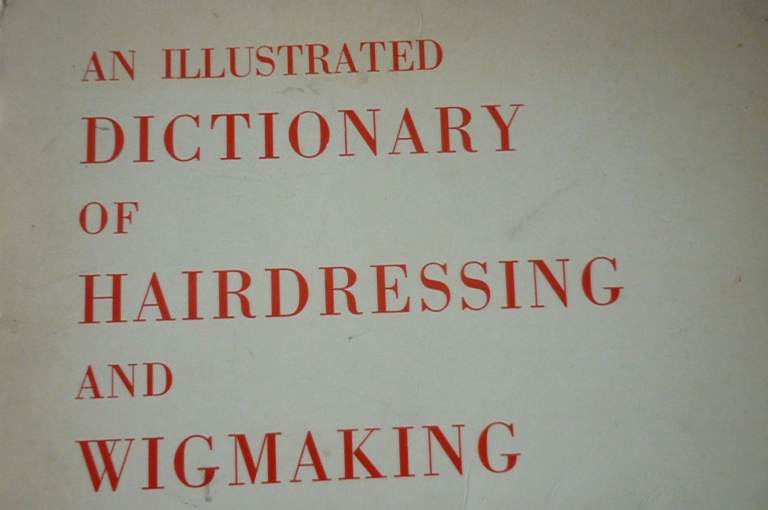 AN ILLUSTRATED
DICTIONARY
OF
HAIRDRESSING
AND
WIGMAKING